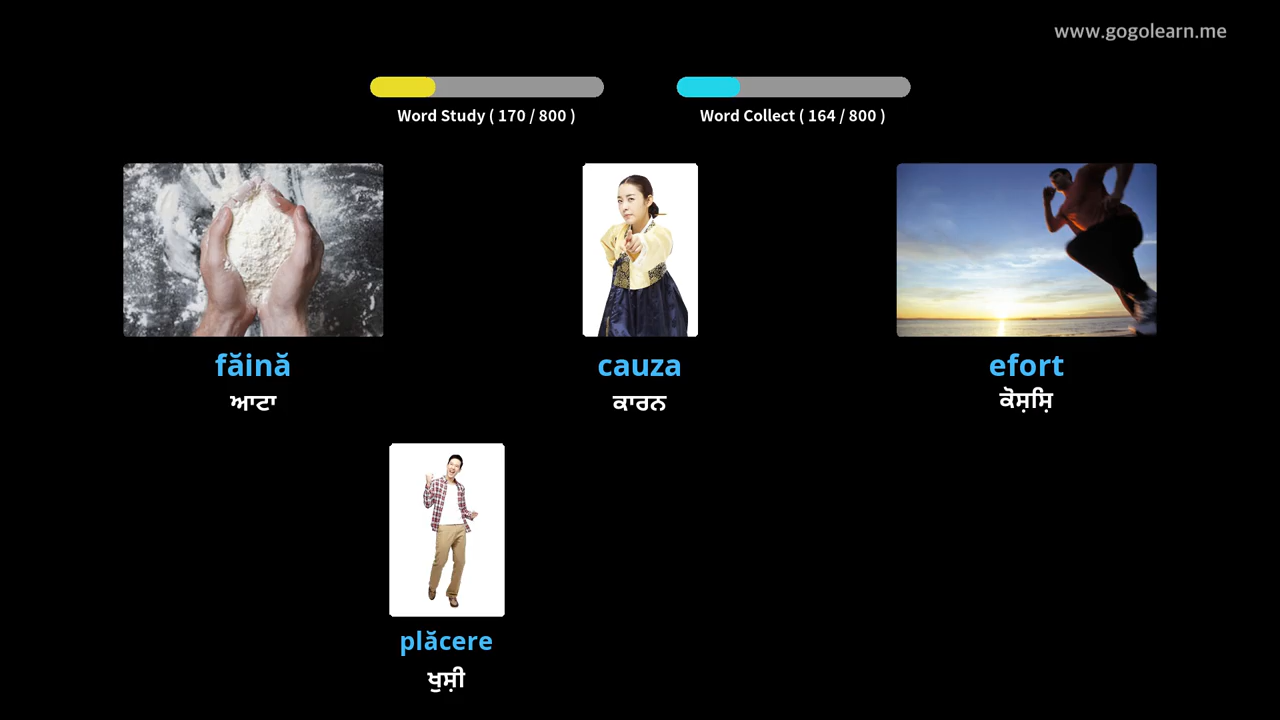 www.gogolearn.me
Word Study ( 170 / 800 )
Word Collect ( 164 / 800 )
făină
ਆਟਾ
cauza
ਕਾਰਨ
efort
ਕੋਸ਼ਸ਼ਿ
plăcere
ਖੁਸ਼ੀ